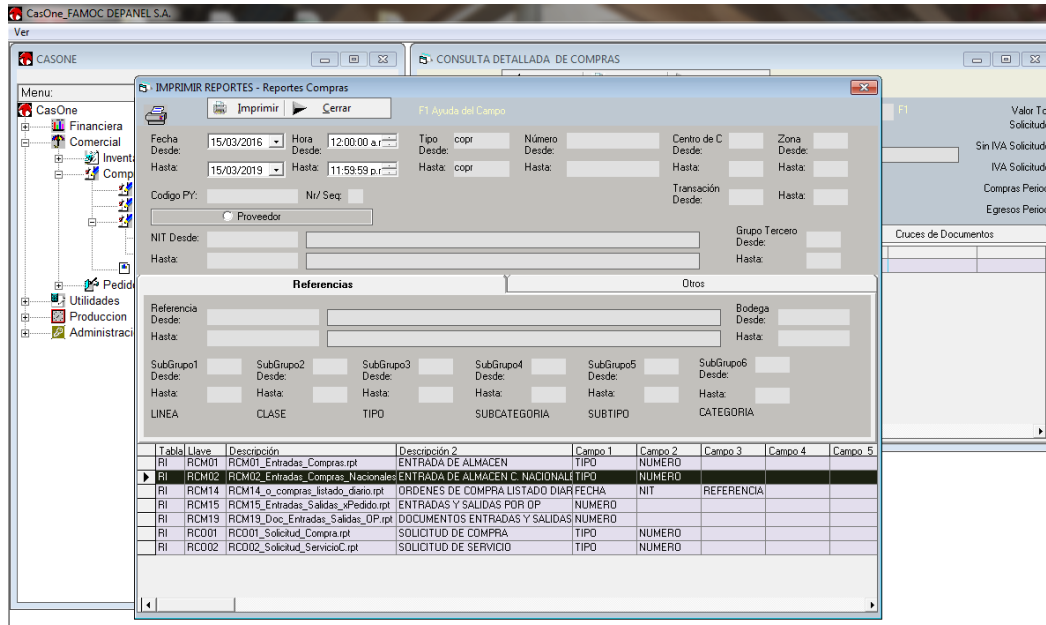 CasOne_FAMOC DEPANEL S.A.
Ver
CASONE
CONSULTA DETALLADA DE COMPRAS
Menu:
CasOne
Financiera
Comercial
Invent
Comp
Pedid
Utilidades
Produccion
Administraci
F1
Valor To
Solicitud
Sin IVA Solicitud
IVA Solicitud
Compras Period
Egresos Period
Cruces de Documentos
IMPRIMIR REPORTES - Reportes Compras
Imprimir Cerrar F1 Ayuda del Campo
Fecha Desde: 15/03/2016 Hora Desde: 12:00:00 a.m Tipo Desde: copr Número Desde: Centro de C Desde: Zona Desde:
Hasta: 15/03/2019 Hasta: 11:59:59 p.m Hasta: copr Hasta: Hasta: Hasta:
Codigo PY: Nr/ Seq: Transación Desde: Hasta:
Proveedor
NIT Desde: Grupo Tercero Desde:
Hasta: Hasta:
Referencias Otros
Referencia Desde: Bodega Desde:
Hasta: Hasta:
SubGrupo1 Desde: SubGrupo2 Desde: SubGrupo3 Desde: SubGrupo4 Desde: SubGrupo5 Desde: SubGrupo6 Desde:
Hasta: Hasta: Hasta: Hasta: Hasta: Hasta:
LINEA CLASE TIPO SUBCATEGORIA SUBTIPO CATEGORIA
Tabla Llave Descripción Descripción 2 Campo 1 Campo 2 Campo 3 Campo 4 Campo 5
RI RCM01 RCM01_Entradas_Compras.rpt ENTRADA DE ALMACEN TIPO NUMERO
RI RCM02 RCM02_Entradas_Compras_Nacionales ENTRADA DE ALMACEN C. NACIONALE TIPO NUMERO
RI RCM14 RCM14_o_compras_listado_diario.rpt ORDENES DE COMPRA LISTADO DIAR FECHA NIT REFERENCIA
RI RCM15 RCM15_Entradas_Salidas_xPedido.rpt ENTRADAS Y SALIDAS POR OP NUMERO
RI RCM19 RCM19_Doc_Entradas_Salidas_OP.rpt DOCUMENTOS ENTRADAS Y SALIDAS NUMERO
RI RCO01 RCO01_Solicitud_Compra.rpt SOLICITUD DE COMPRA TIPO NUMERO
RI RCO02 RCO02_Solicitud_ServicioC.rpt SOLICITUD DE SERVICIO TIPO NUMERO